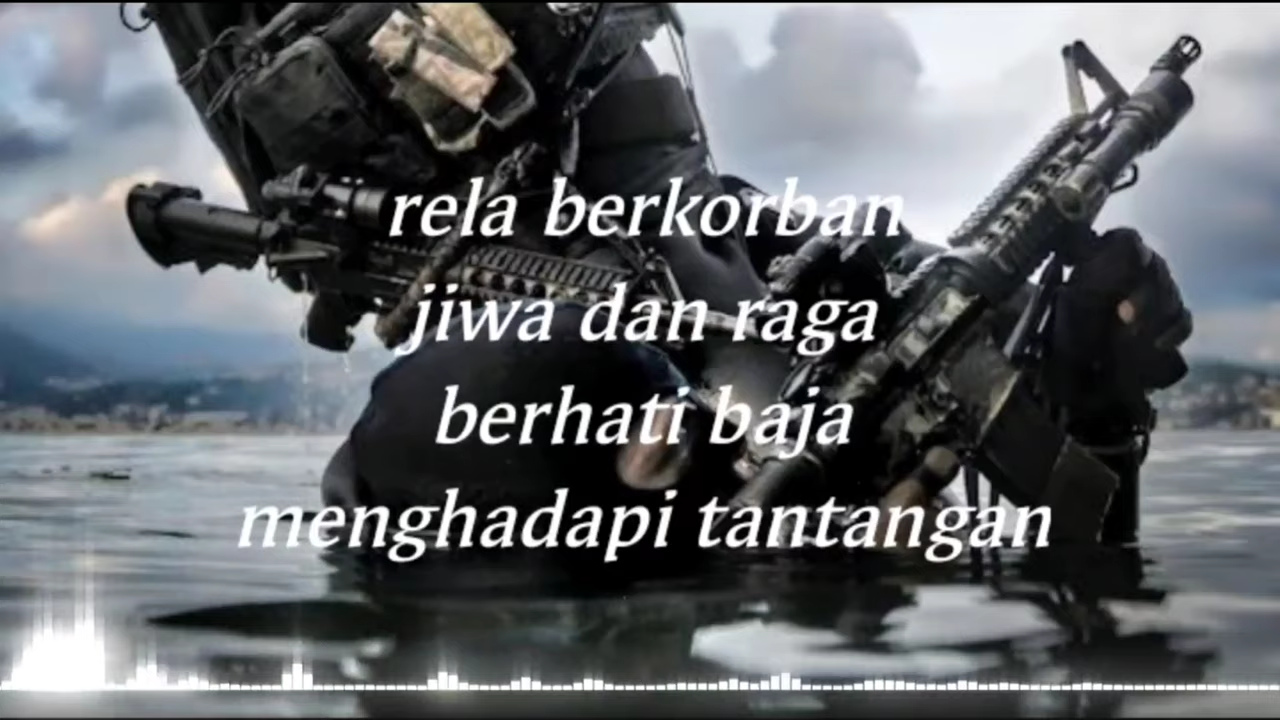 rela berkorban
jiwa dan raga
berhati baja
menghadapi tantangan